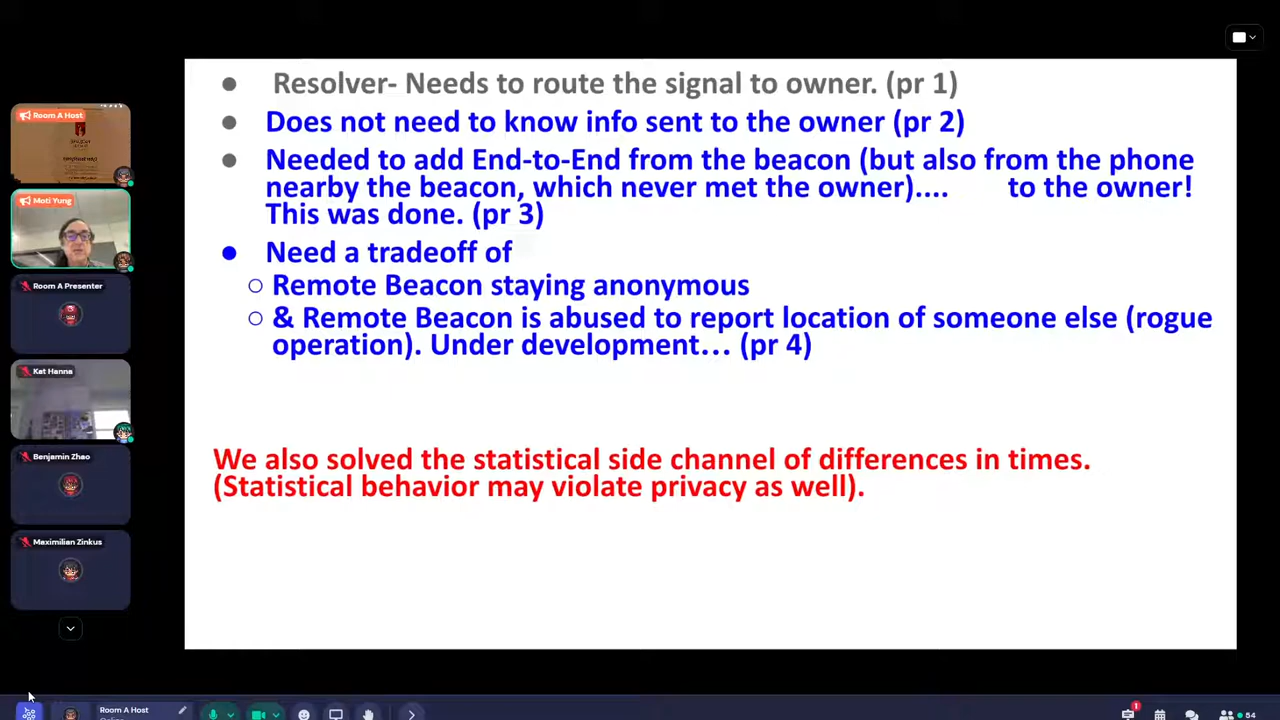 Room A Host
Moti Yung
Room A Presenter
Kat Hanna
Benjamin Zhao
Maximilian Zinkus
● Resolver- Needs to route the signal to owner. (pr 1)
● Does not need to know info sent to the owner (pr 2)
● Needed to add End-to-End from the beacon (but also from the phone
nearby the beacon, which never met the owner).... to the owner!
This was done. (pr 3)
● Need a tradeoff of
○ Remote Beacon staying anonymous
○ & Remote Beacon is abused to report location of someone else (rogue
operation). Under development... (pr 4)
We also solved the statistical side channel of differences in times.
(Statistical behavior may violate privacy as well).
Room A Host
Online
1
54